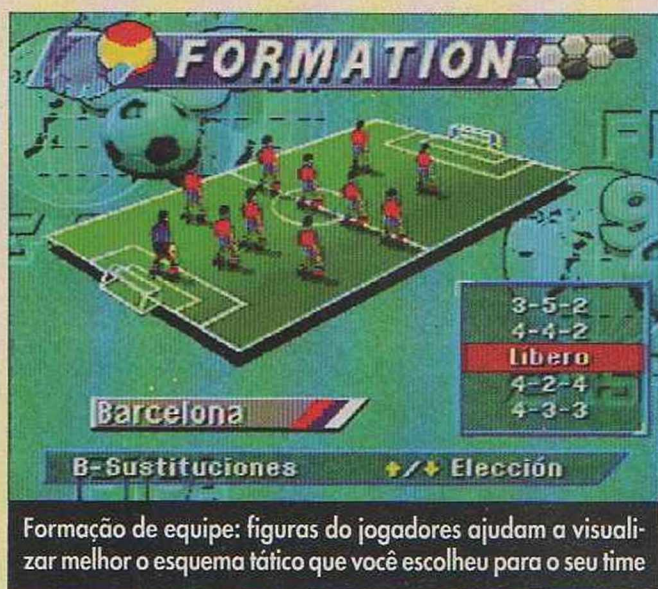 FORMATION
3-5-2
4-4-2
Libero
4-2-4
4-3-3
Barcelona
B-Sustituciones ↑/↓ Elección
Formação de equipe: figuras do jogadores ajudam a visuali-
zar melhor o esquema tático que você escolheu para o seu time